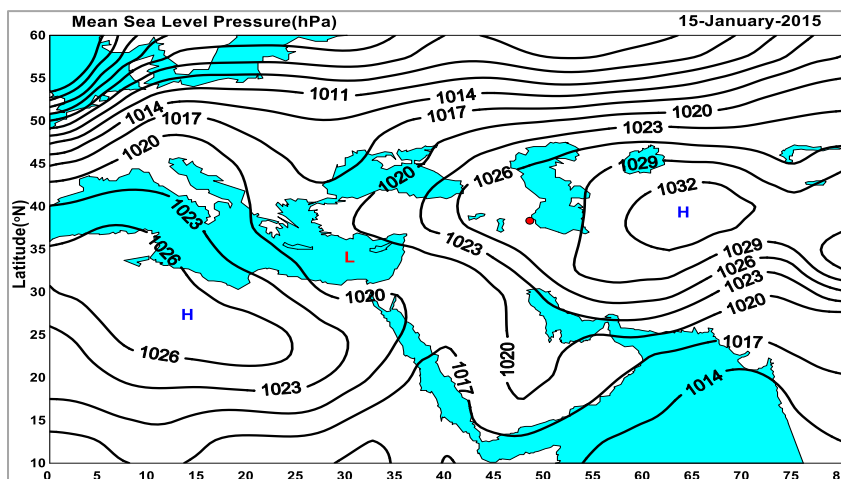 Mean Sea Level Pressure(hPa) 15-January-2015
60
55
1011 1014
1014 1017 1020
50
1017 1023
1020
45
1029
1026
1020 1032
40
1023 H
Latitude(°N)
1026 1023
35
L 1029
1026
1023
30
1020 1020
H
25
1017
1026 1020
20
1023 1017 1014
15
10
0 5 10 15 20 25 30 35 40 45 50 55 60 65 70 75 80